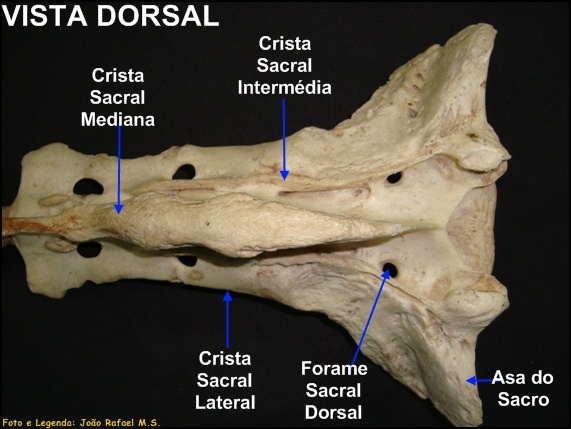 VISTA DORSAL
Crista
Sacral
Mediana
Crista
Sacral
Intermédia
Crista
Sacral
Lateral
Forame
Sacral
Dorsal
Asa do
Sacro
Foto e Legenda: João Rafael M.S.